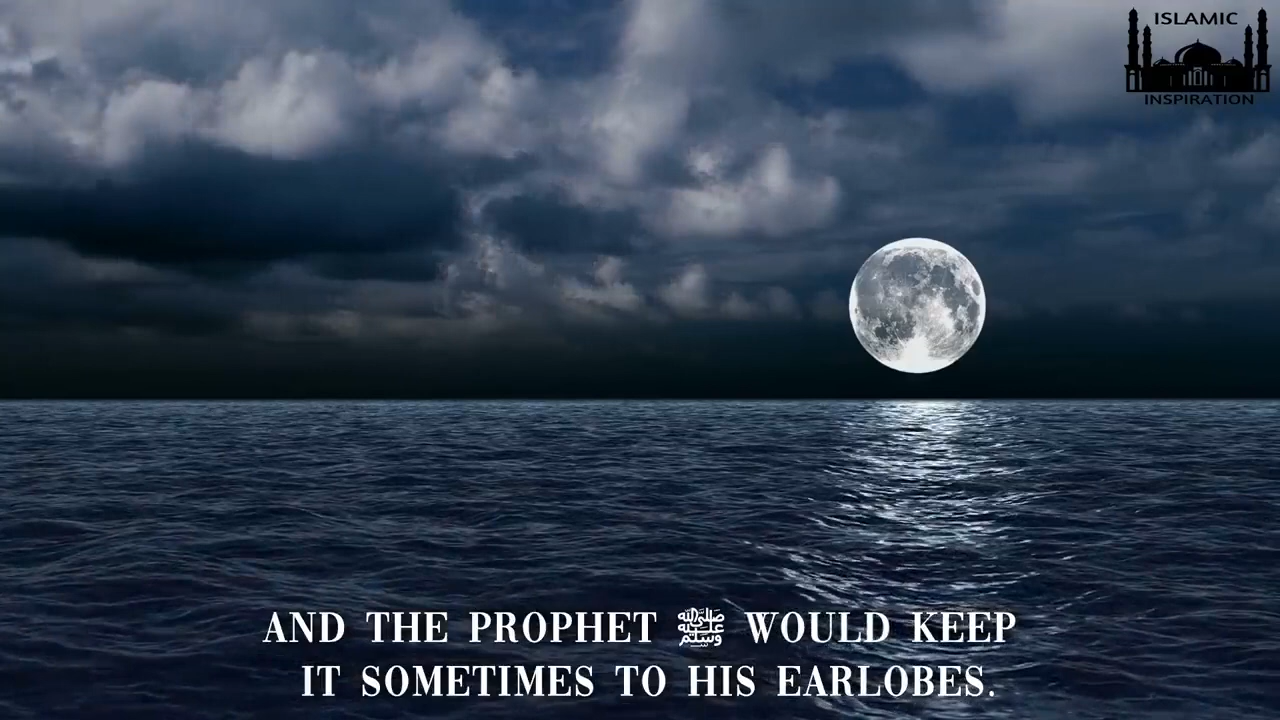 ISLAMIC
INSPIRATION
AND THE PROPHET ﷺ WOULD KEEP
IT SOMETIMES TO HIS EARLOBES.